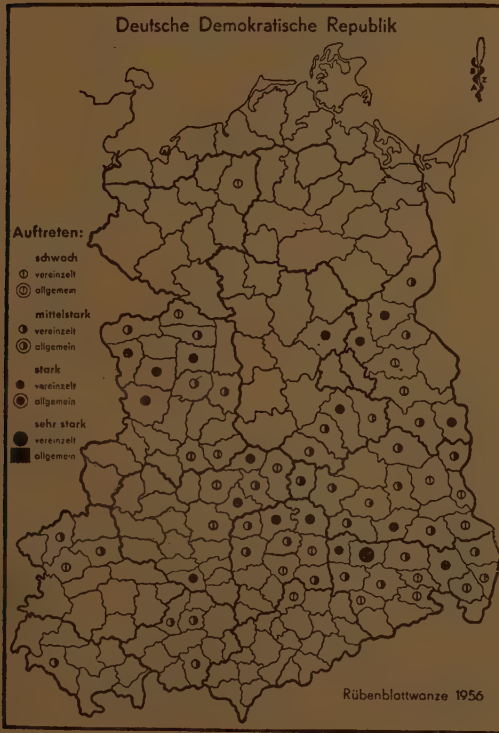 Deutsche Demokratische Republik
Auftreten:
schwach
vereinzelt
allgemein
mittelstark
vereinzelt
allgemein
stark
vereinzelt
allgemein
sehr stark
vereinzelt
allgemein
Rübenblattwanze 1956